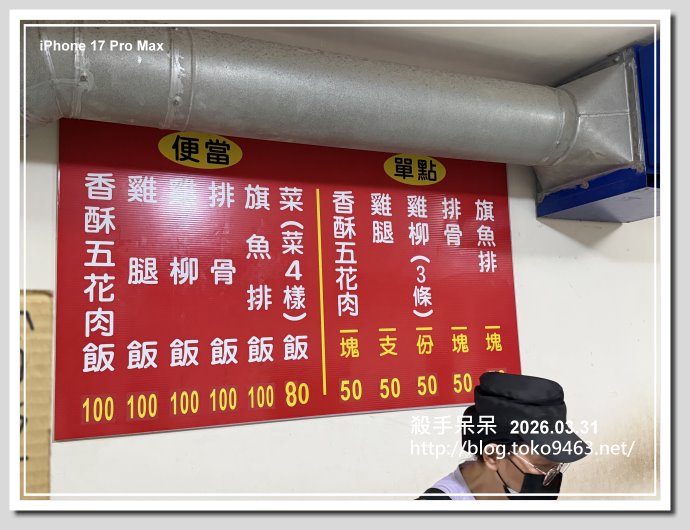 iPhone 17 Pro Max
便當
香酥五花肉飯 100
雞腿飯 100
雞柳飯 100
排骨飯 100
旗魚排飯 100
菜(菜4樣)飯 80
單點
香酥五花肉 一塊 50
雞腿 一支 50
雞柳(3條) 一份 50
排骨 一塊 50
旗魚排 一塊
殺手呆呆 2026.03.31
http://blog.toko9463.net/